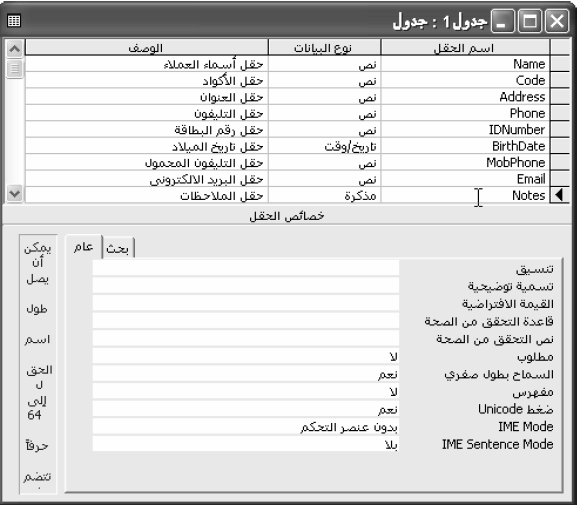 جدول1 : جدول
اسم الحقل نوع البيانات الوصف
Name نص حقل أسماء العملاء
Code نص حقل الأكواد
Address نص حقل العنوان
Phone نص حقل التليفون
IDNumber نص حقل رقم البطاقة
BirthDate تاريخ/وقت حقل تاريخ الميلاد
MobPhone نص حقل التليفون المحمول
Email نص حقل البريد الالكترونى
Notes مذكرة حقل الملاحظات
خصائص الحقل
بحث عام
تنسيق
تسمية توضيحية
القيمة الافتراضية
قاعدة التحقق من الصحة
نص التحقق من الصحة
مطلوب لا
السماح بطول صفري نعم
مفهرس لا
ضغط Unicode نعم
IME Mode بدون عنصر التحكم
IME Sentence Mode بلا
يمكن
أن
يصل
طول
اسم
الحق
ل
إلى
64
حرفاً
تتضم